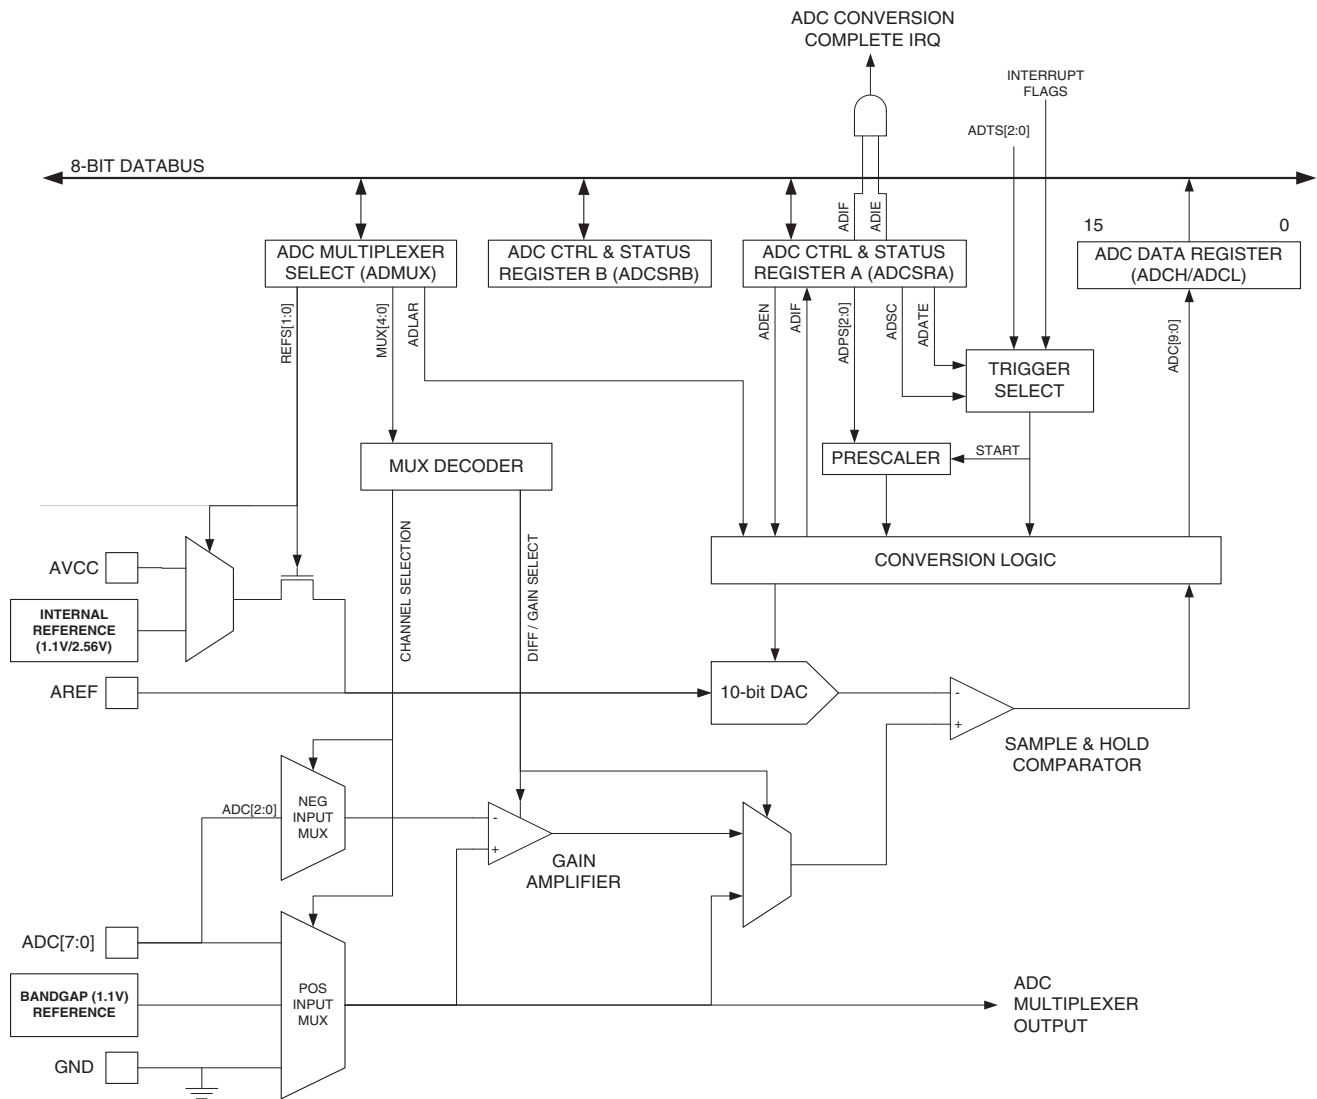 ADC CONVERSION
COMPLETE IRQ
INTERRUPT
FLAGS
ADTS[2:0]
8-BIT DATABUS
ADIF
ADIE
15
0
ADC MULTIPLEXER
SELECT (ADMUX)
ADC CTRL & STATUS
REGISTER B (ADCSRB)
ADC CTRL & STATUS
REGISTER A (ADCSRA)
ADC DATA REGISTER
(ADCH/ADCL)
REFS[1:0]
MUX[4:0]
ADLAR
ADEN
ADIF
ADPS[2:0]
ADSC
ADATE
ADC[9:0]
TRIGGER
SELECT
MUX DECODER
PRESCALER
START
CHANNEL SELECTION
DIFF / GAIN SELECT
CONVERSION LOGIC
AVCC
INTERNAL
REFERENCE
(1.1V/2.56V)
AREF
10-bit DAC
-
+
SAMPLE & HOLD
COMPARATOR
ADC[2:0]
NEG
INPUT
MUX
-
+
GAIN
AMPLIFIER
ADC[7:0]
BANDGAP (1.1V)
REFERENCE
POS
INPUT
MUX
ADC
MULTIPLEXER
OUTPUT
GND